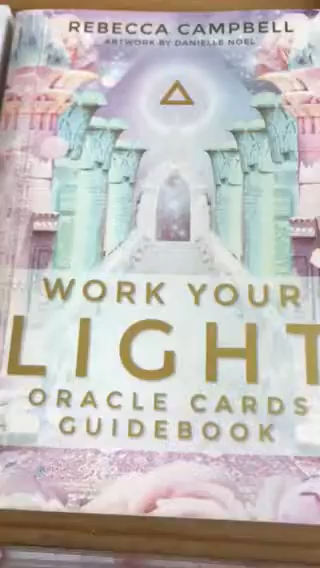 REBECCA CAMPBELL
ARTWORK BY DANIELLE NOEL
WORK YOUR
LIGHT
ORACLE CARDS
GUIDEBOOK